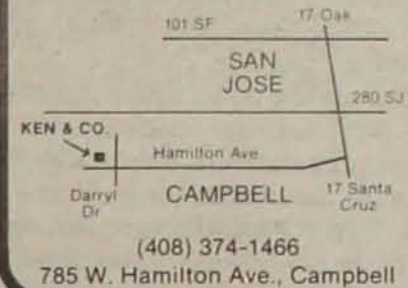 101 SF
17 Oak
SAN
JOSE
280 SJ
KEN & CO.
Hamilton Ave
Darryl
Dr
CAMPBELL
17 Santa
Cruz
(408) 374-1466
785 W. Hamilton Ave., Campbell